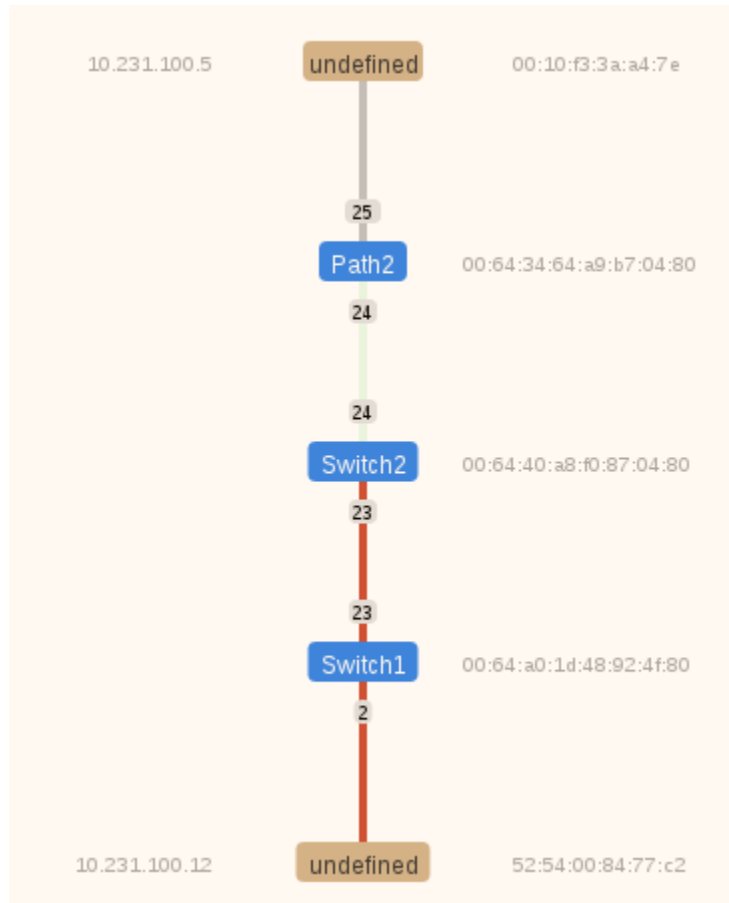 10.231.100.5 undefined 00:10:f3:3a:a4:7e
25
Path2 00:64:34:64:a9:b7:04:80
24
24
Switch2 00:64:40:a8:f0:87:04:80
23
23
Switch1 00:64:a0:1d:48:92:4f:80
2
10.231.100.12 undefined 52:54:00:84:77:c2